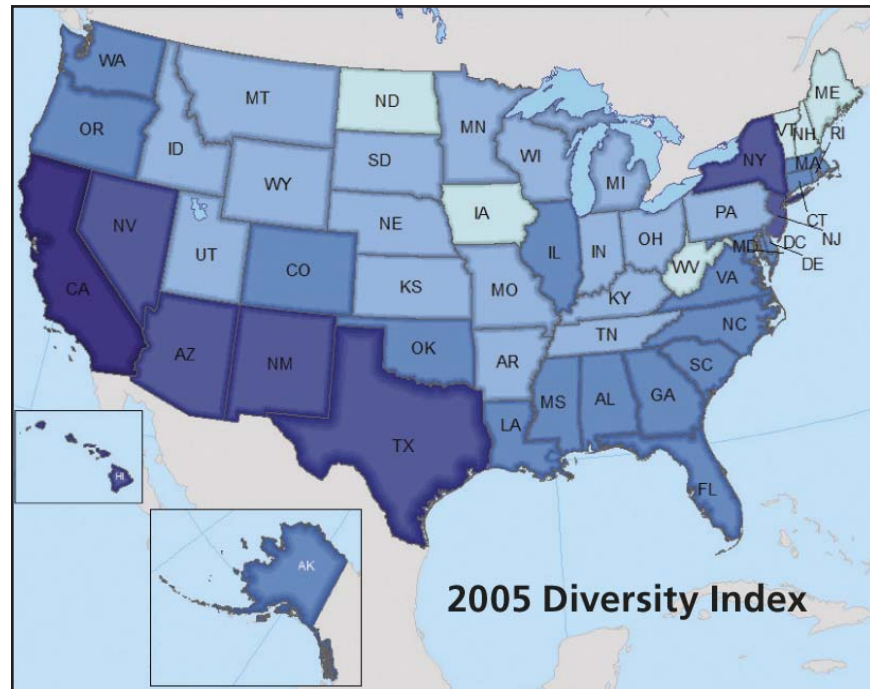 WA
MT
ND
MN
ME
VT
NH
RI
OR
ID
SD
WI
MI
NY
MA
WY
IA
NE
PA
CT
NJ
NV
UT
CO
IL
IN
OH
MD
DC
DE
WV
VA
CA
KS
MO
KY
NC
TN
AZ
NM
OK
AR
SC
MS
AL
GA
TX
LA
FL
HI
AK
2005 Diversity Index